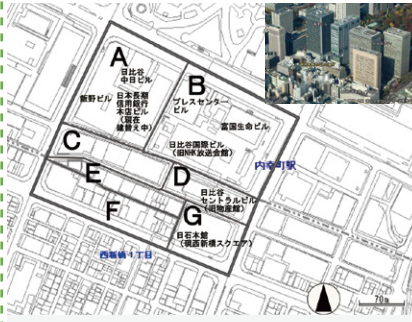 A
日比谷
中日ビル
飯野ビル
日本長期
信用銀行
本店ビル
(現在
建替え中)
B
プレスセンター
ビル
富国生命ビル
日比谷国際ビル
(旧NHK放送会館)
内幸町駅
C
D
日比谷
セントラルビル
(旧物産館)
E
F
G
日石本館
(現西新橋スクエア)
西新橋1丁目
70m